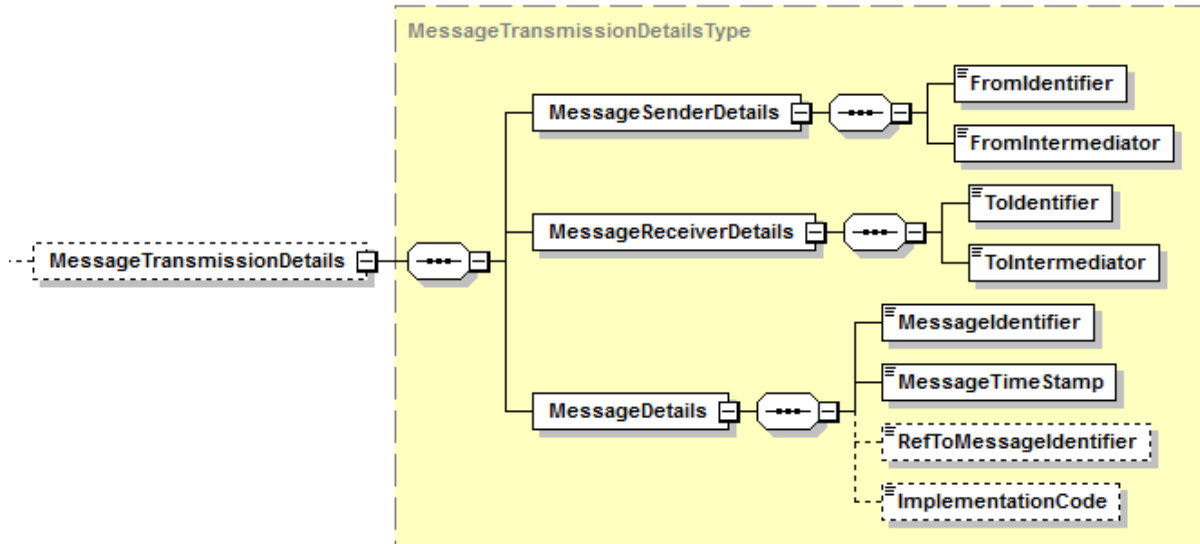 MessageTransmissionDetailsType
MessageSenderDetails
FromIdentifier
FromIntermediator
MessageReceiverDetails
ToIdentifier
ToIntermediator
MessageTransmissionDetails
MessageDetails
MessageIdentifier
MessageTimeStamp
RefToMessageIdentifier
ImplementationCode